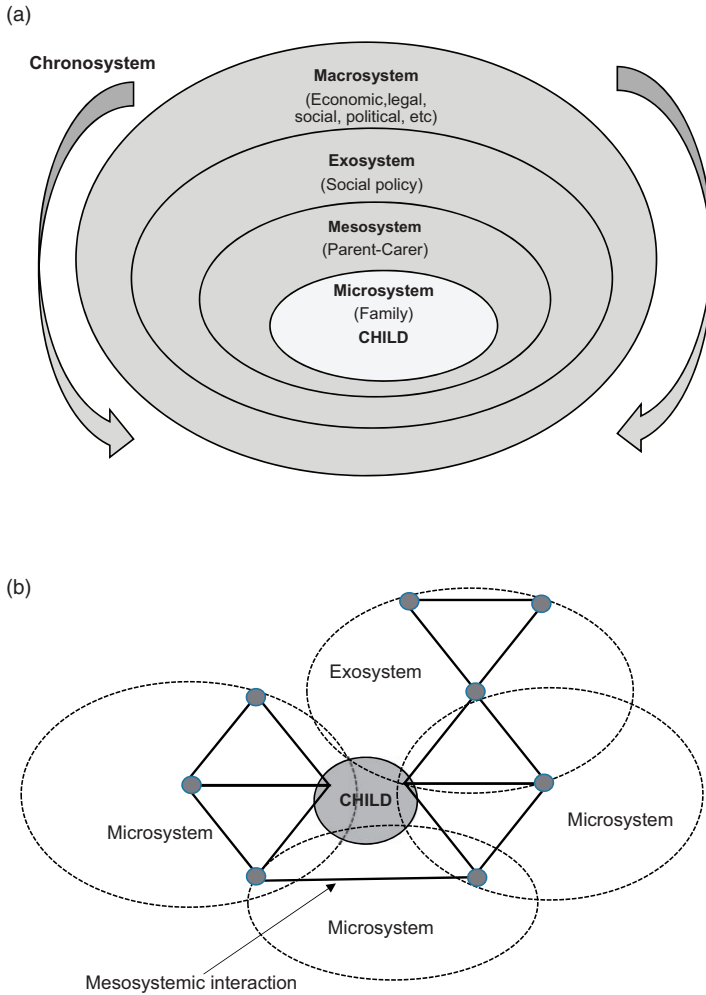 (a)
Chronosystem
Macrosystem
(Economic,legal,
social, political, etc)
Exosystem
(Social policy)
Mesosystem
(Parent-Carer)
Microsystem
(Family)
CHILD
(b)
Exosystem
CHILD
Microsystem
Microsystem
Microsystem
Mesosystemic interaction